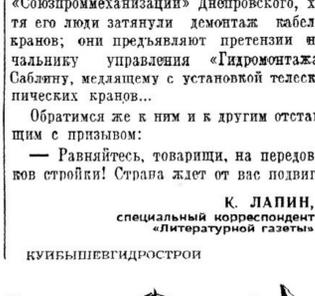 «Союзпроммеханизации» Днепровского, х
тя его люди затянули демонтаж кабел
кранов; они предъявляют претензии н
чальнику управления «Гидромонтажа
Саблину, медлящему с установкой телеск
пических кранов...
Обратимся же к ним и к другим отста
щим с призывом:
— Равняйтесь, товарищи, на передов
ков стройки! Страна ждет от вас подвиг
К. ЛАПИН,
специальный корреспондент
«Литературной газеты»
КУЙБЫШЕВГИДРОСТРОЙ